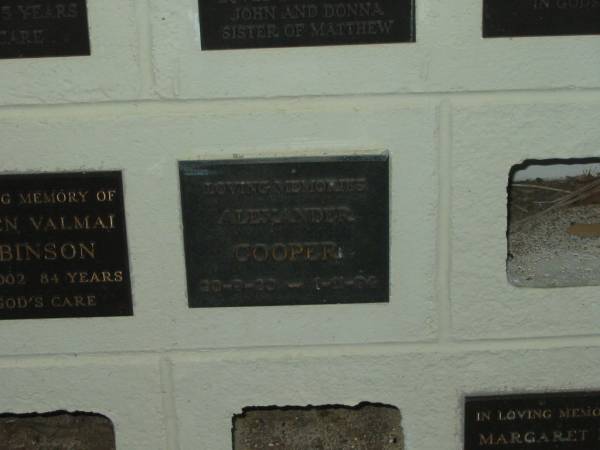 3 YEARS
CARE
JOHN AND DONNA
SISTER OF MATTHEW
IN GOD'S
MEMORY OF
EN VALMAI
BINSON
002 84 YEARS
GOD'S CARE
LOVING MEMORIES
ALEXANDER
COOPER
IN LOVING MEMO
MARGARET